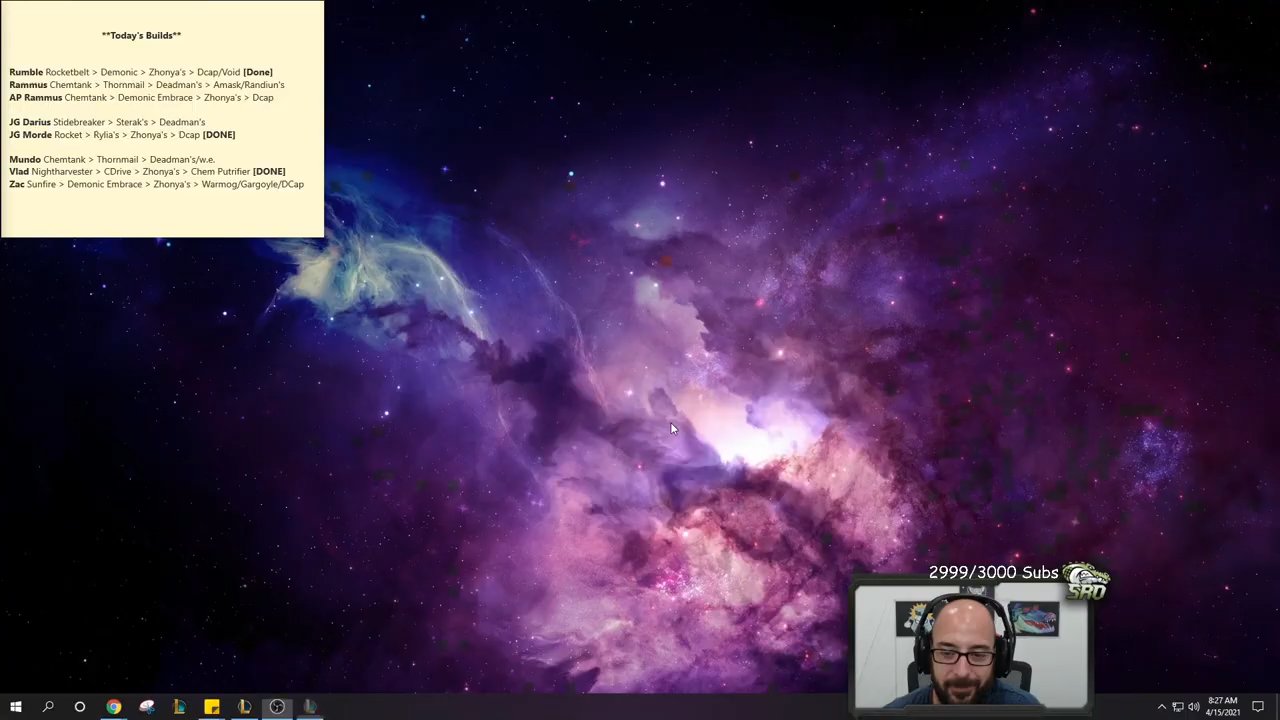 **Today's Builds**
Rumble Rocketbelt > Demonic > Zhonya's > Dcap/Void [Done]
Rammus Chemtank > Thornmail > Deadman's > Amask/Randiun's
AP Rammus Chemtank > Demonic Embrace > Zhonya's > Dcap
JG Darius Stidebreaker > Sterak's > Deadman's
JG Morde Rocket > Rylia's > Zhonya's > Dcap [DONE]
Mundo Chemtank > Thornmail > Deadman's/w.e.
Vlad Nightharvester > CDrive > Zhonya's > Chem Putrifier [DONE]
Zac Sunfire > Demonic Embrace > Zhonya's > Warmog/Gargoyle/DCap
2999/3000 Subs
SRO
8:27 AM
4/15/2021